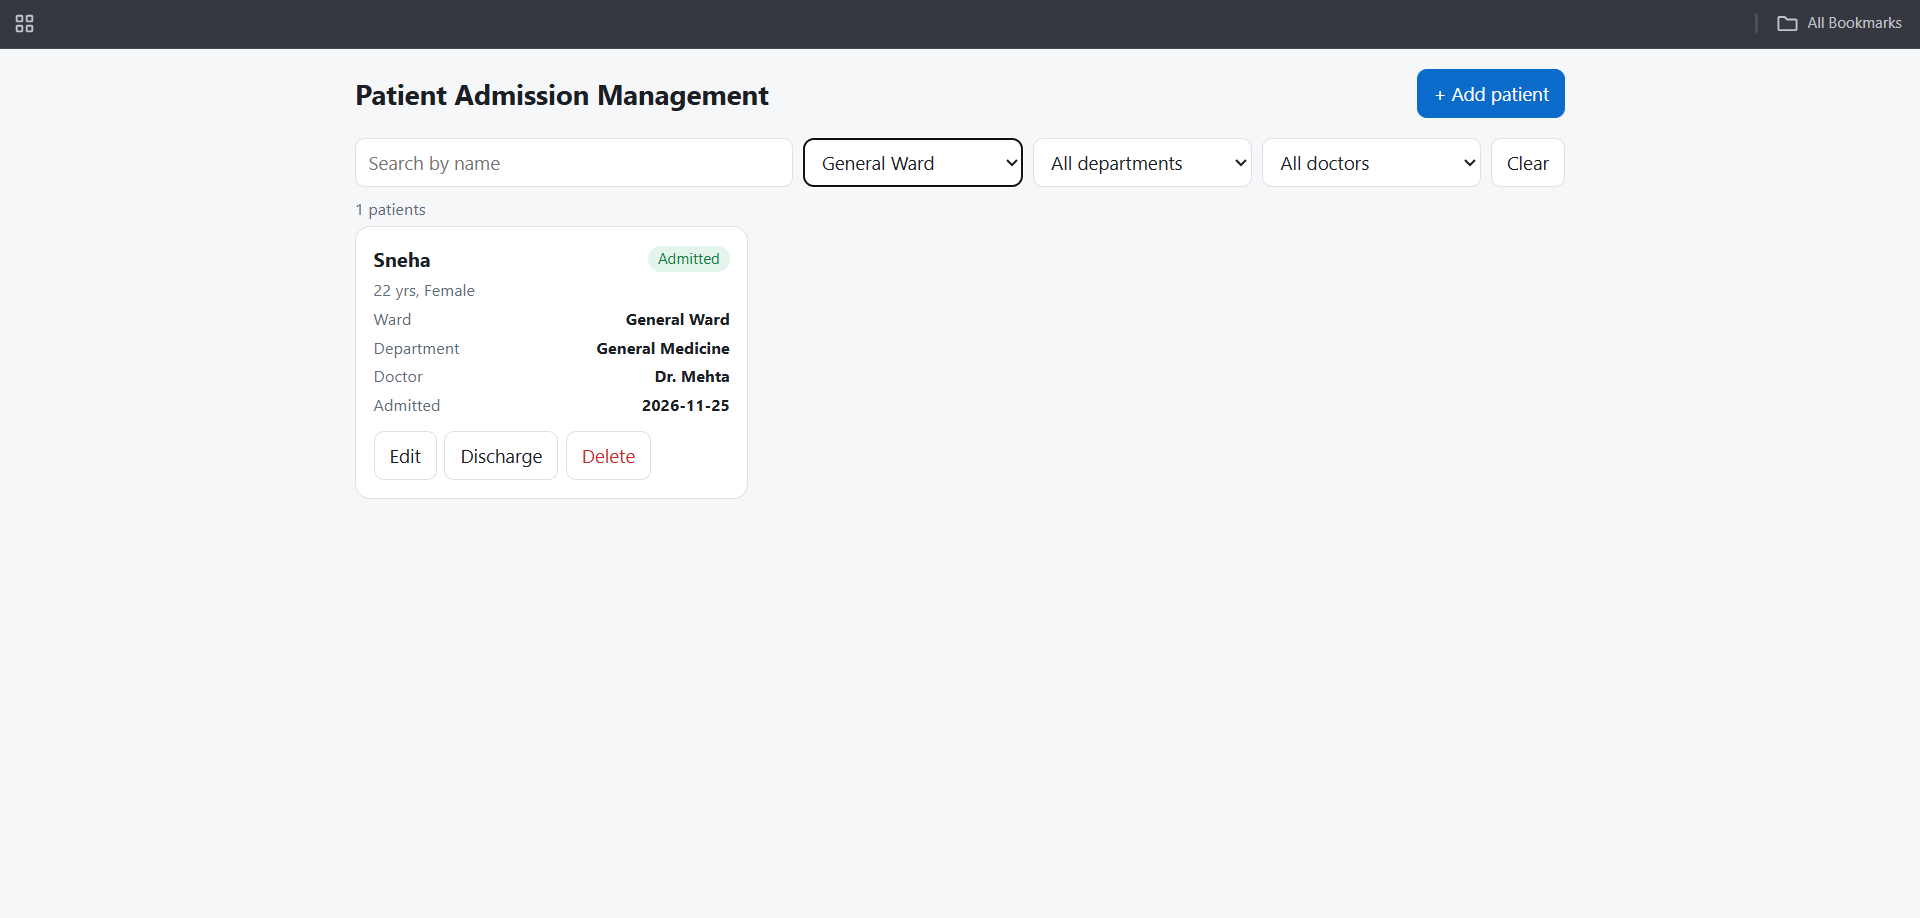 All Bookmarks
Patient Admission Management
+ Add patient
Search by name
General Ward
All departments
All doctors
Clear
1 patients
Sneha
Admitted
22 yrs, Female
Ward General Ward
Department General Medicine
Doctor Dr. Mehta
Admitted 2026-11-25
Edit
Discharge
Delete